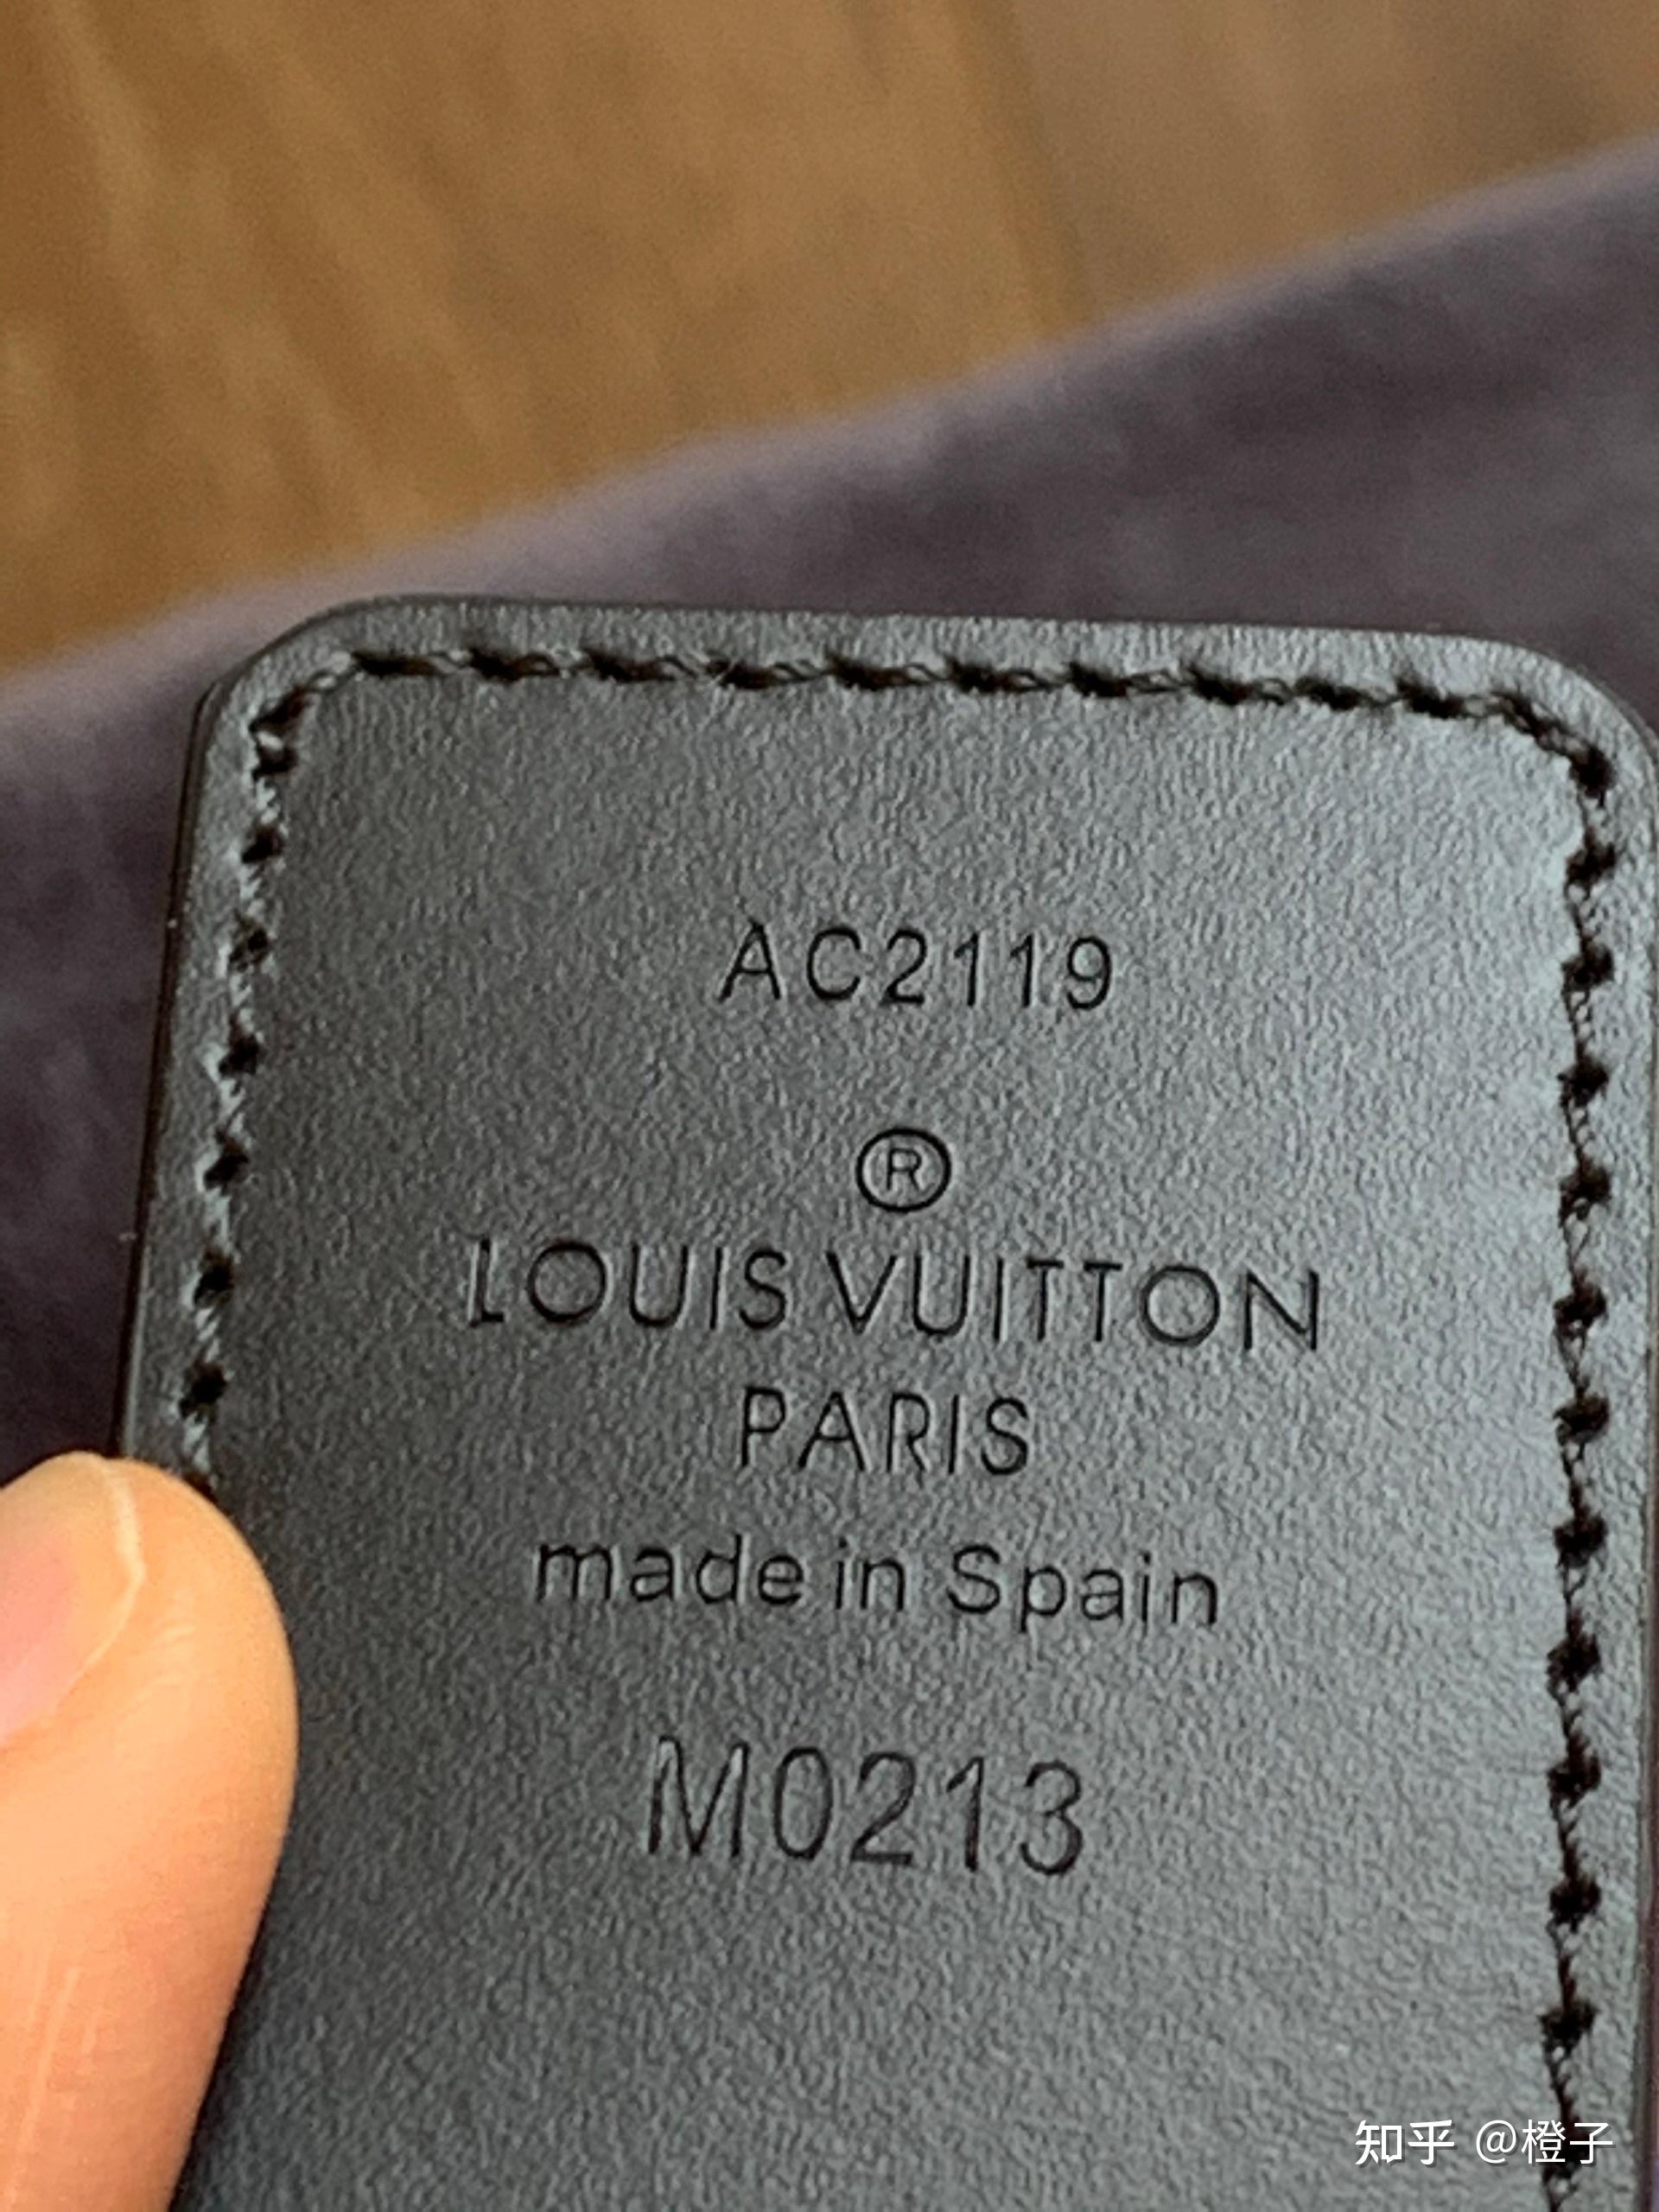 AC2119
®
LOUIS VUITTON
PARIS
made in Spain
M0213
知乎 @橙子